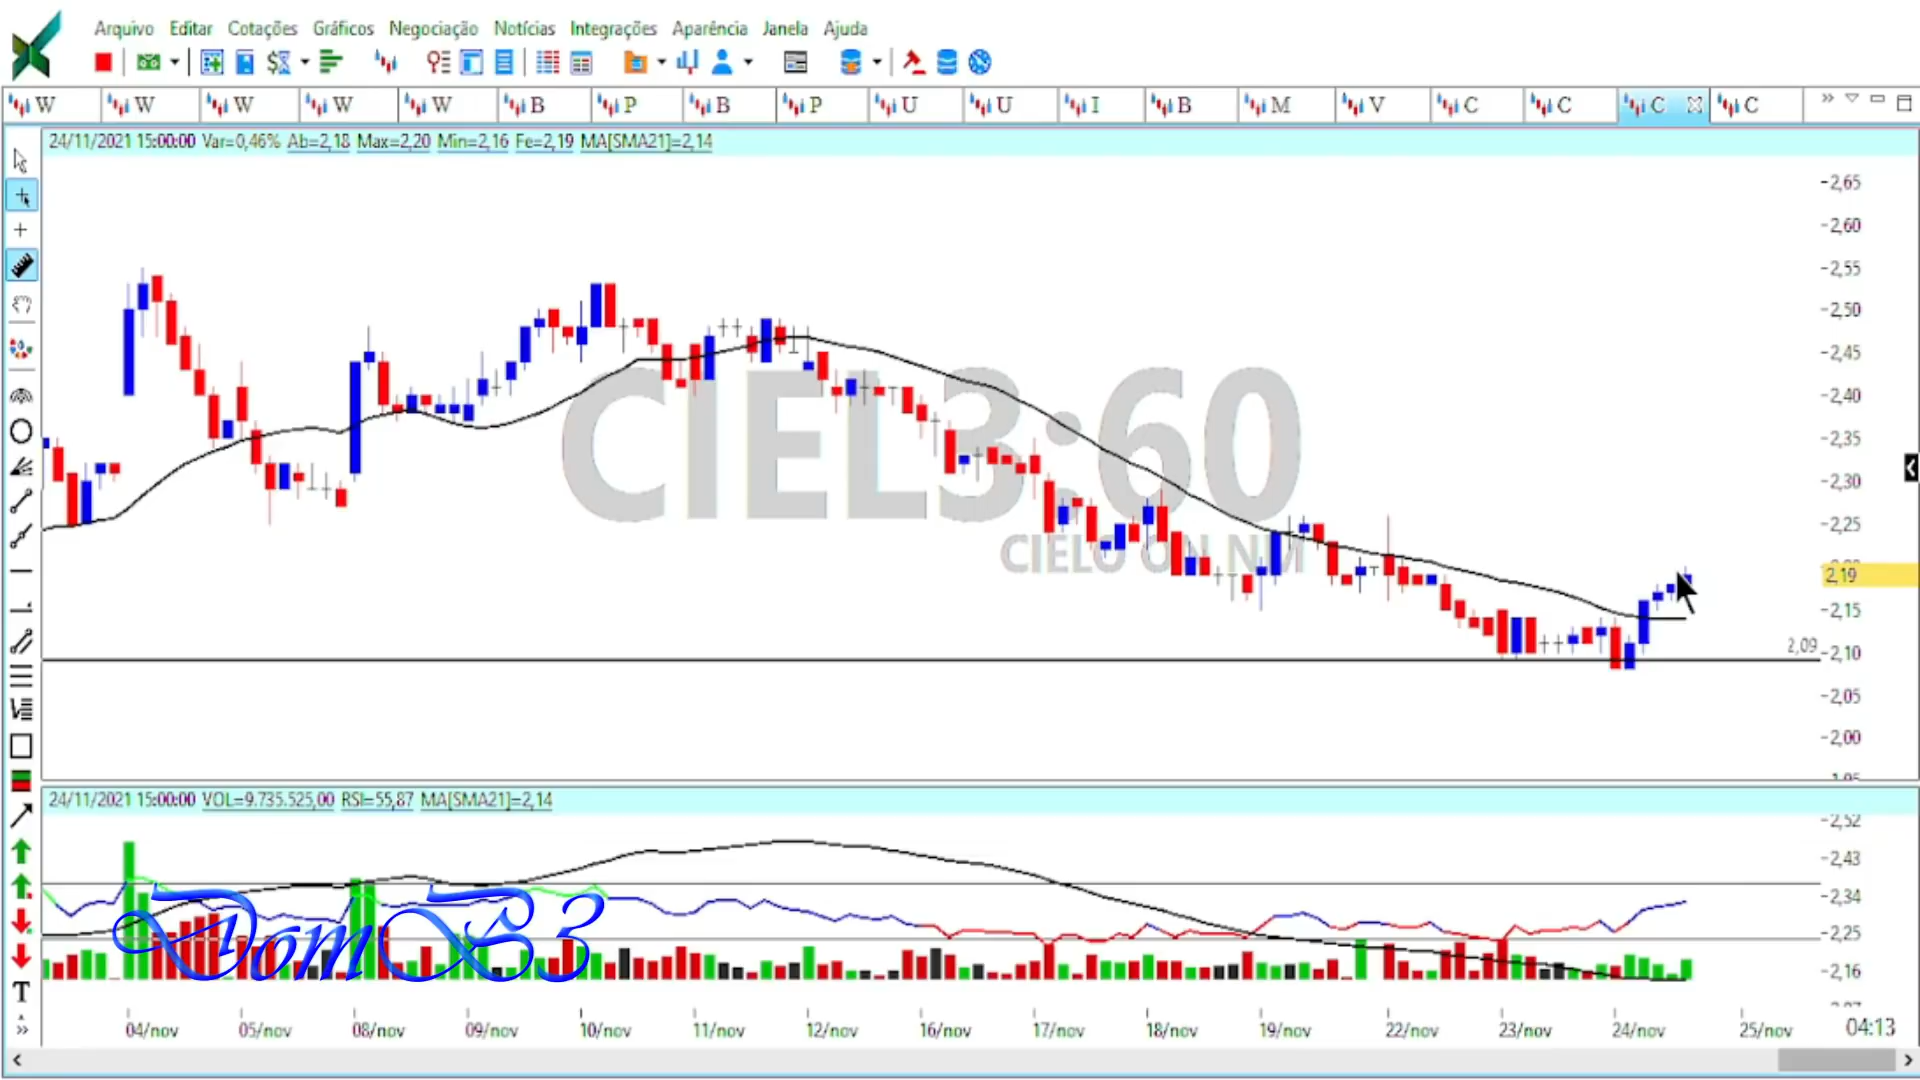 Arquivo Editar Cotações Gráficos Negociação Notícias Integrações Aparência Janela Ajuda
W W W W W B P B P U U I B M V C C C C
24/11/2021 15:00:00 Var=0,46% Ab=2,18 Max=2,20 Min=2,16 Fe=2,19 MA[SMA21]=2,14
2,65
2,60
2,55
2,50
2,45
2,40
2,35
2,30
2,25
2,19
2,15
2,09 2,10
2,05
2,00
CIEL3:60
CIELO ON NM
24/11/2021 15:00:00 VOL=9.735.525,00 RSI=55,87 MA[SMA21]=2,14
2,52
2,43
2,34
2,25
2,16
DomB3
T
04/nov 05/nov 08/nov 09/nov 10/nov 11/nov 12/nov 16/nov 17/nov 18/nov 19/nov 22/nov 23/nov 24/nov 25/nov 04:13